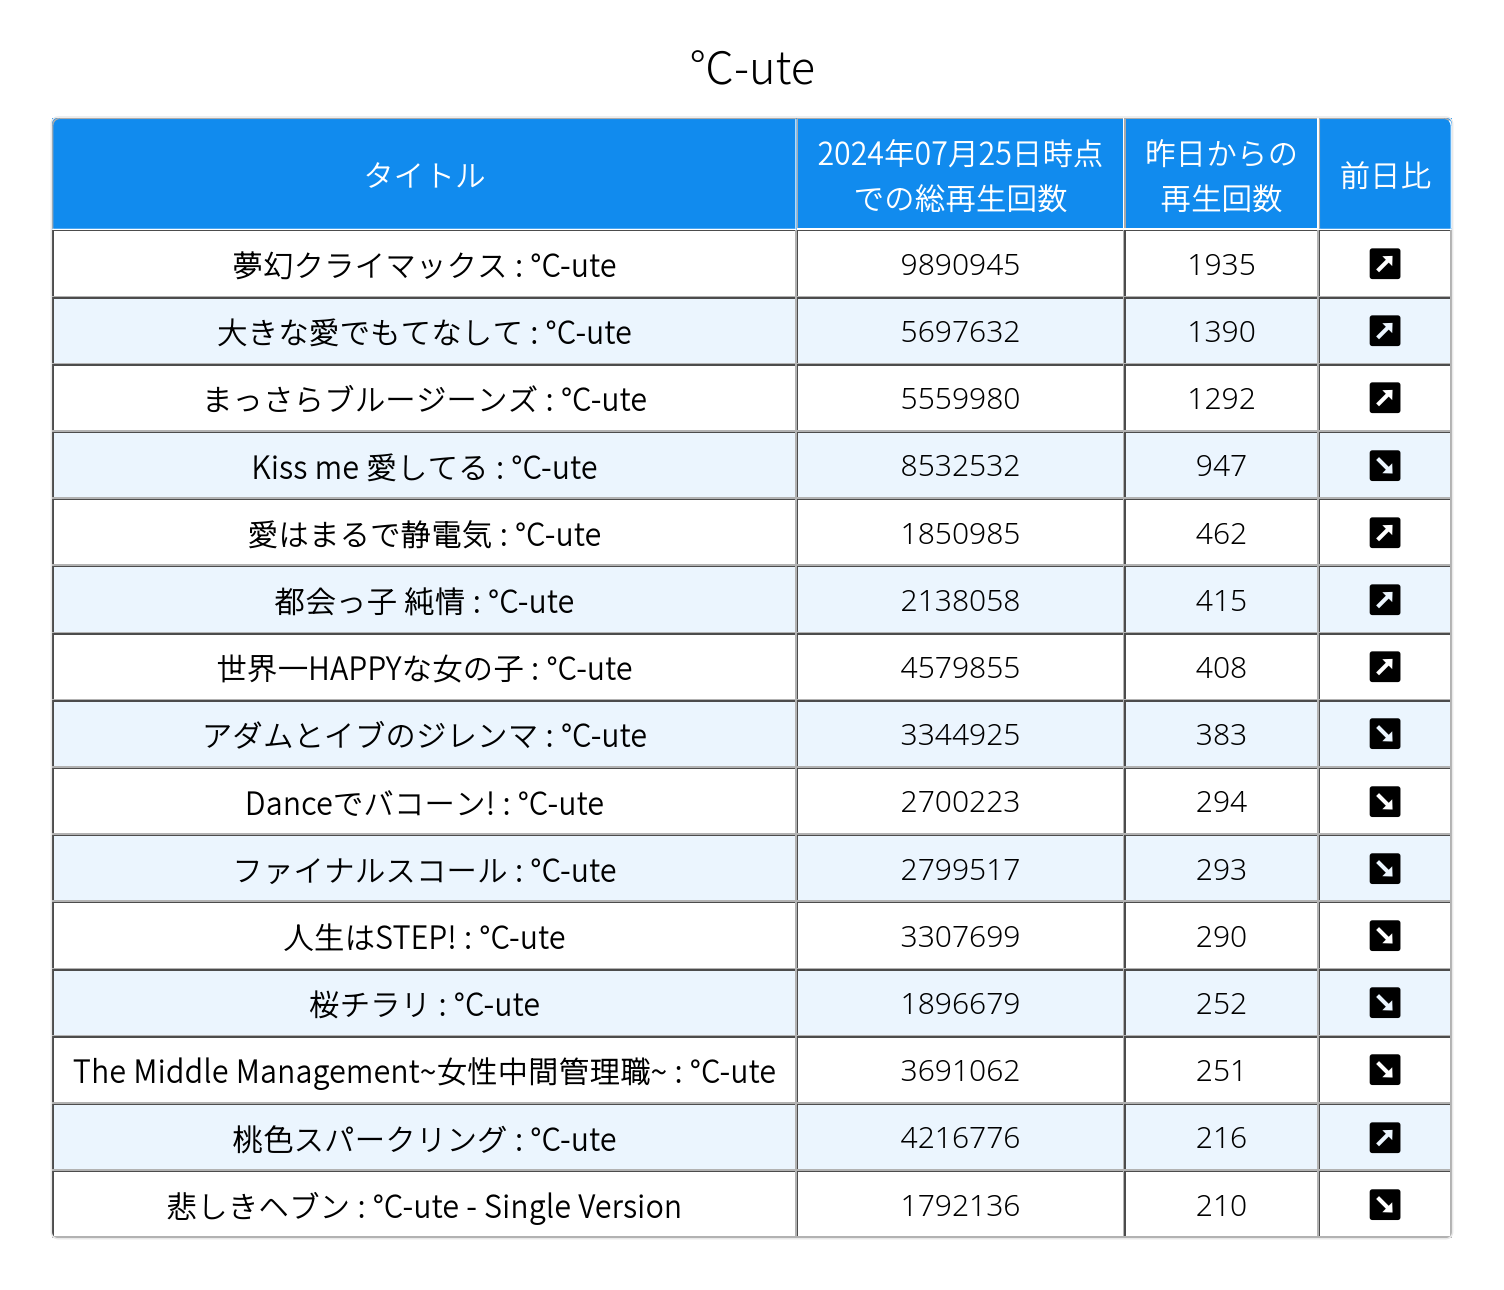 ℃-ute
タイトル
2024年07月25日時点
での総再生回数
昨日からの
再生回数
前日比
夢幻クライマックス : ℃-ute 9890945 1935 ↗
大きな愛でもてなして : ℃-ute 5697632 1390 ↗
まっさらブルージーンズ : ℃-ute 5559980 1292 ↗
Kiss me 愛してる : ℃-ute 8532532 947 ↘
愛はまるで静電気 : ℃-ute 1850985 462 ↗
都会っ子 純情 : ℃-ute 2138058 415 ↗
世界一HAPPYな女の子 : ℃-ute 4579855 408 ↗
アダムとイブのジレンマ : ℃-ute 3344925 383 ↘
Danceでバコーン! : ℃-ute 2700223 294 ↘
ファイナルスコール : ℃-ute 2799517 293 ↘
人生はSTEP! : ℃-ute 3307699 290 ↘
桜チラリ : ℃-ute 1896679 252 ↘
The Middle Management~女性中間管理職~ : ℃-ute 3691062 251 ↘
桃色スパークリング : ℃-ute 4216776 216 ↗
悲しきヘブン : ℃-ute - Single Version 1792136 210 ↘